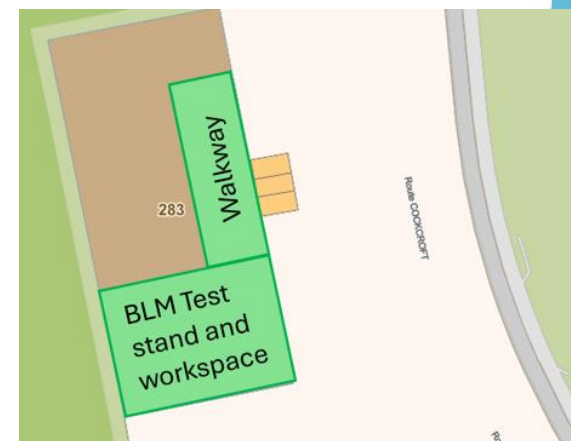 Walkway
283
Route COCKCROFT
BLM Test
stand and
workspace